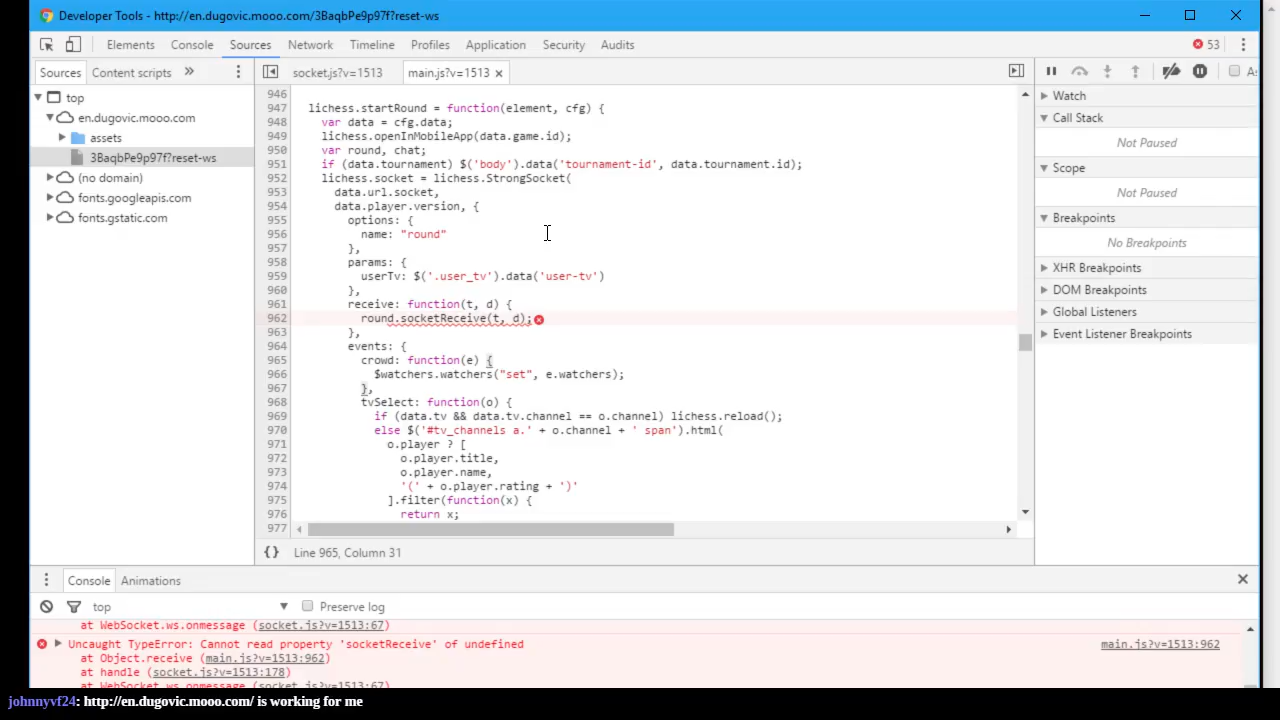 Developer Tools - http://en.dugovic.mooo.com/3BaqbPe9p97f?reset-ws
Elements Console Sources Network Timeline Profiles Application Security Audits 53
Sources Content scripts »
socket.js?v=1513 main.js?v=1513 ×
top
en.dugovic.mooo.com
assets
3BaqbPe9p97f?reset-ws
(no domain)
fonts.googleapis.com
fonts.gstatic.com
946
947 lichess.startRound = function(element, cfg) {
948 var data = cfg.data;
949 lichess.openInMobileApp(data.game.id);
950 var round, chat;
951 if (data.tournament) $('body').data('tournament-id', data.tournament.id);
952 lichess.socket = lichess.StrongSocket(
953 data.url.socket,
954 data.player.version, {
955 options: {
956 name: "round"
957 },
958 params: {
959 userTv: $('.user_tv').data('user-tv')
960 },
961 receive: function(t, d) {
962 round.socketReceive(t, d);
963 },
964 events: {
965 crowd: function(e) {
966 $watchers.watchers("set", e.watchers);
967 },
968 tvSelect: function(o) {
969 if (data.tv && data.tv.channel == o.channel) lichess.reload();
970 else $('#tv_channels a.' + o.channel + ' span').html(
971 o.player ? [
972 o.player.title,
973 o.player.name,
974 '(' + o.player.rating + ')'
975 ].filter(function(x) {
976 return x;
977
{} Line 965, Column 31
As
Watch
Call Stack
Not Paused
Scope
Not Paused
Breakpoints
No Breakpoints
XHR Breakpoints
DOM Breakpoints
Global Listeners
Event Listener Breakpoints
Console Animations
top Preserve log
at WebSocket.ws.onmessage (socket.js?v=1513:67)
Uncaught TypeError: Cannot read property 'socketReceive' of undefined main.js?v=1513:962
at Object.receive (main.js?v=1513:962)
at handle (socket.js?v=1513:178)
at WebSocket.ws.onmessage (socket.js?v=1513:67)
johnnyvf24: http://en.dugovic.mooo.com/ is working for me